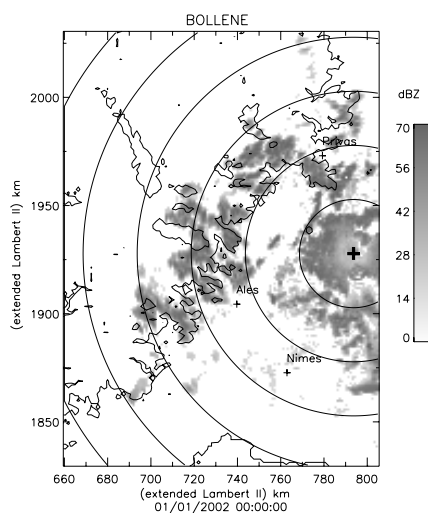 BOLLENE
dBZ
70
56
42
28
14
0
2000
1950
1900
1850
(extended Lambert II) km
Privas
Ales
Nimes
660 680 700 720 740 760 780 800
(extended Lambert II) km
01/01/2002 00:00:00